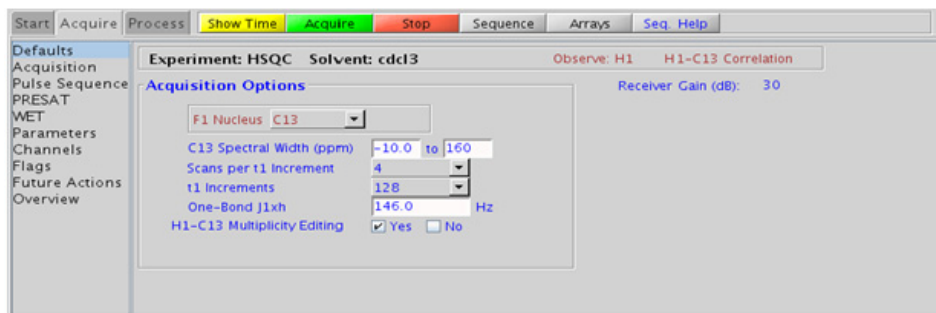 Start Acquire Process Show Time Acquire Stop Sequence Arrays Seq. Help
Defaults
Acquisition
Pulse Sequence
PRESAT
WET
Parameters
Channels
Flags
Future Actions
Overview
Experiment: HSQC Solvent: cdcl3 Observe: H1 H1-C13 Correlation
Acquisition Options
Receiver Gain (dB): 30
F1 Nucleus C13
C13 Spectral Width (ppm) -10.0 to 160
Scans per t1 Increment 4
t1 Increments 128
One-Bond J1xh 146.0 Hz
H1-C13 Multiplicity Editing Yes No